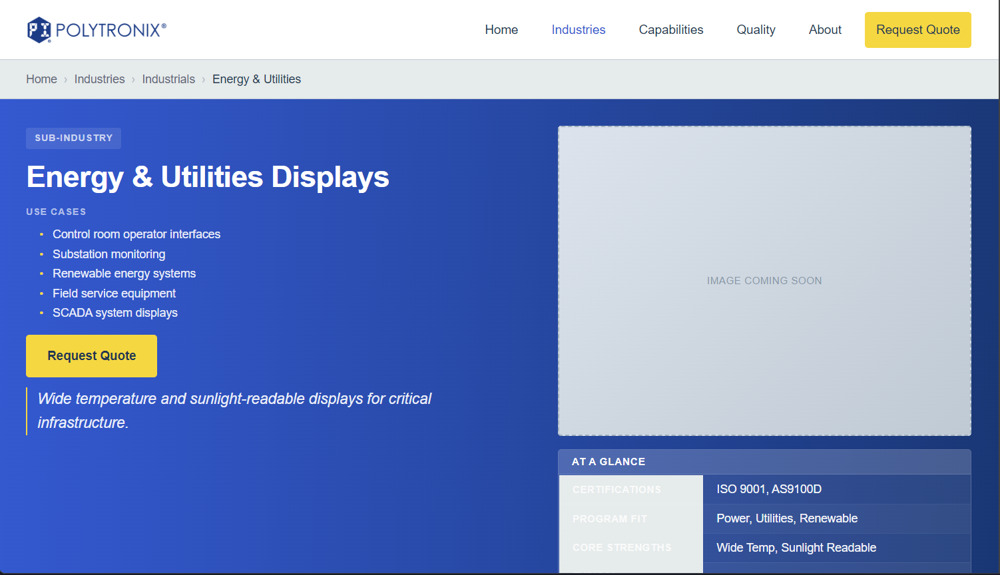 PI POLYTRONIX®
Home
Industries
Capabilities
Quality
About
Request Quote
Home › Industries › Industrials › Energy & Utilities
SUB-INDUSTRY
Energy & Utilities Displays
USE CASES
• Control room operator interfaces
• Substation monitoring
• Renewable energy systems
• Field service equipment
• SCADA system displays
Request Quote
Wide temperature and sunlight-readable displays for critical
infrastructure.
IMAGE COMING SOON
AT A GLANCE
CERTIFICATIONS ISO 9001, AS9100D
PROGRAM FIT Power, Utilities, Renewable
CORE STRENGTHS Wide Temp, Sunlight Readable